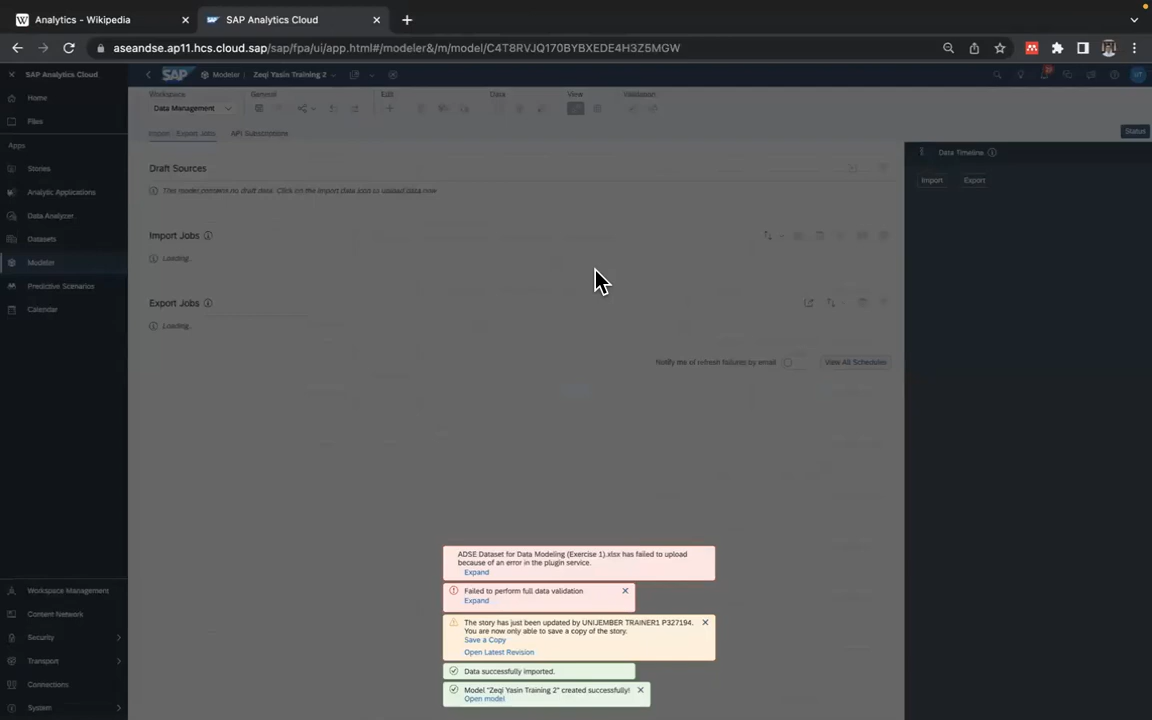 Analytics - Wikipedia
SAP Analytics Cloud
aseandse.ap11.hcs.cloud.sap/sap/fpa/ui/app.html#/modeler&/m/model/C4T8RVJQ170BYBXEDE4H3Z5MGW
SAP Analytics Cloud
SAP
Modeler
Zeqi Yasin Training 2
Home
Files
Apps
Stories
Analytic Applications
Data Analyzer
Datasets
Modeler
Predictive Scenarios
Calendar
Workspace Management
Content Network
Security
Transport
Connections
System
Workspace
General
Edit
Data
View
Validation
Data Management
Import / Export Jobs
API Subscriptions
Status
Draft Sources
This model contains no draft data. Click on the import data icon to upload data now
Import Jobs
Loading..
Export Jobs
Loading..
Notify me of refresh failures by email
View All Schedules
Data Timeline
Import
Export
ADSE Dataset for Data Modeling (Exercise 1).xlsx has failed to upload
because of an error in the plugin service.
Expand
Failed to perform full data validation
Expand
The story has just been updated by UNIJEMBER TRAINER1 P327194.
You are now only able to save a copy of the story.
Save a Copy
Open Latest Revision
Data successfully imported.
Model "Zeqi Yasin Training 2" created successfully!
Open model